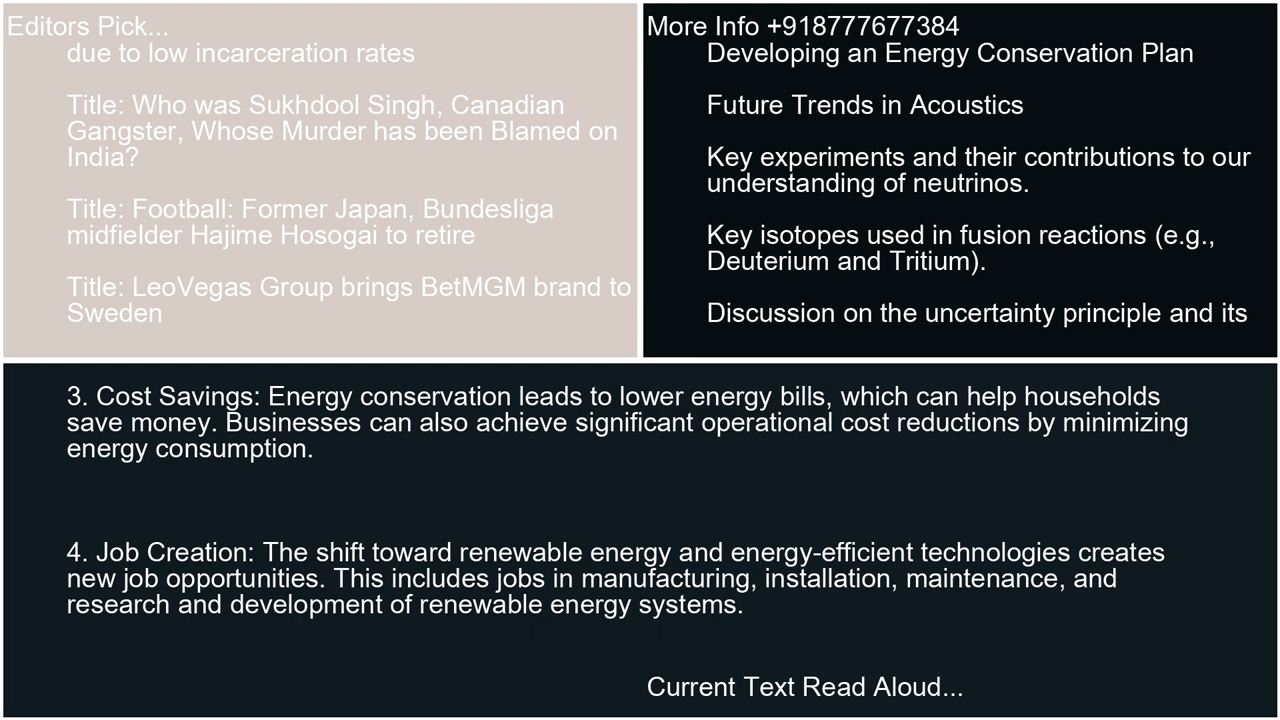 Editors Pick...
due to low incarceration rates
Title: Who was Sukhdool Singh, Canadian
Gangster, Whose Murder has been Blamed on
India?
Title: Football: Former Japan, Bundesliga
midfielder Hajime Hosogai to retire
Title: LeoVegas Group brings BetMGM brand to
Sweden
More Info +918777677384
Developing an Energy Conservation Plan
Future Trends in Acoustics
Key experiments and their contributions to our
understanding of neutrinos.
Key isotopes used in fusion reactions (e.g.,
Deuterium and Tritium).
Discussion on the uncertainty principle and its
3. Cost Savings: Energy conservation leads to lower energy bills, which can help households
save money. Businesses can also achieve significant operational cost reductions by minimizing
energy consumption.
4. Job Creation: The shift toward renewable energy and energy-efficient technologies creates
new job opportunities. This includes jobs in manufacturing, installation, maintenance, and
research and development of renewable energy systems.
Current Text Read Aloud...